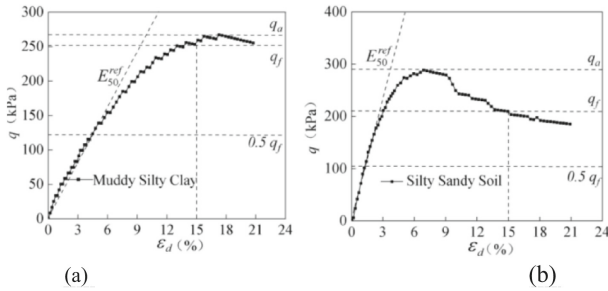 (a)
300
250
200
150
100
50
0
q (kPa)
E_50^ref
q_a
q_f
0.5 q_f
Muddy Silty Clay
0 3 6 9 12 15 18 21 24
ε_d (%)
(a)
(b)
400
300
200
100
0
q (kPa)
E_50^ref
q_a
q_f
0.5 q_f
Silty Sandy Soil
0 3 6 9 12 15 18 21 24
ε_d (%)
(b)